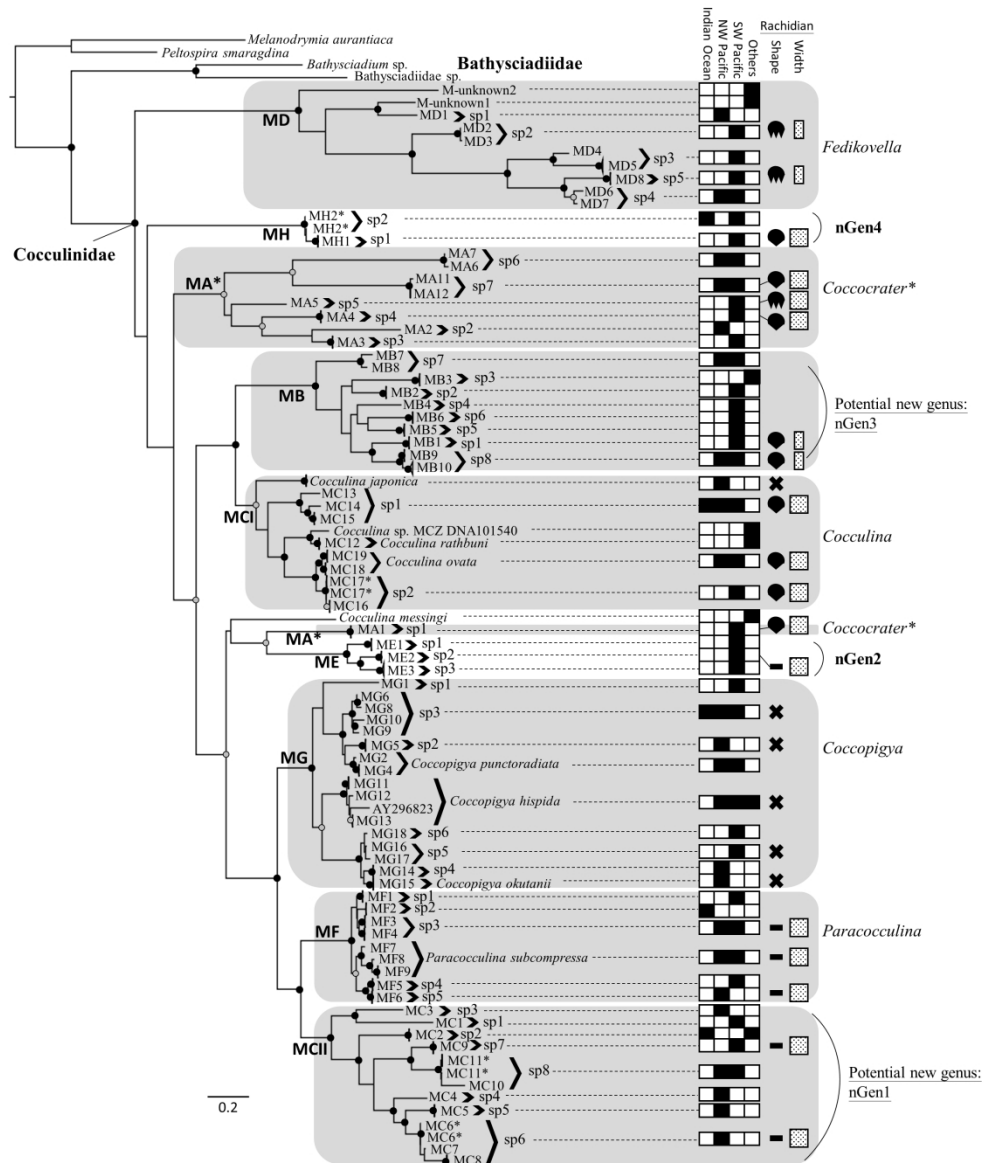 Indian Ocean
NW Pacific
SW Pacific
Others
Rachidian
Shape
Width
Melanodrymia aurantiaca
Peltospira smaragdina
Bathysciadiidae
Bathysciadium sp.
Bathysciadiidae sp.
M-unknown2
M-unknown1
MD
MD1 sp1
MD2
MD3
sp2
Fedikovella
MD4
MD5
sp3
MD8 sp5
MD6
MD7
sp4
MH2*
MH2*
sp2
MH
MH1 sp1
nGen4
Cocculinidae
MA7
MA6
sp6
MA*
MA11
MA12
sp7
Coccocrater*
MA5 sp5
MA4 sp4
MA2 sp2
MA3 sp3
MB7
MB8
sp7
MB
MB3 sp3
MB2 sp2
MB4 sp4
MB6 sp6
MB5 sp5
MB1 sp1
MB9
MB10
sp8
Potential new genus:
nGen3
Cocculina japonica
MCI
MC13
MC14
MC15
sp1
Cocculina sp. MCZ DNA101540
MC12 Cocculina rathbuni
Cocculina
MC19
MC18
Cocculina ovata
MC17*
MC17*
MC16
sp2
Cocculina messingi
MA*
MA1 sp1
Coccocrater*
ME
ME1 sp1
ME2 sp2
ME3 sp3
nGen2
MG1 sp1
MG6
MG8
MG10
MG9
sp3
MG
MG5 sp2
Coccopigya
MG2
MG4
Coccopigya punctoradiata
MG11
MG12
AY296823
MG13
Coccopigya hispida
MG18 sp6
MG16
MG17
sp5
MG14 sp4
MG15 Coccopigya okutanii
MF1 sp1
MF2 sp2
MF
MF3
MF4
sp3
Paracocculina
MF7
MF8
MF9
Paracocculina subcompressa
MF5 sp4
MF6 sp5
MC3 sp3
MC1 sp1
MCII
MC2 sp2
MC9 sp7
MC11*
MC11*
MC10
sp8
Potential new genus:
nGen1
MC4 sp4
MC5 sp5
MC6*
MC6*
MC7
MC8
sp6
0.2